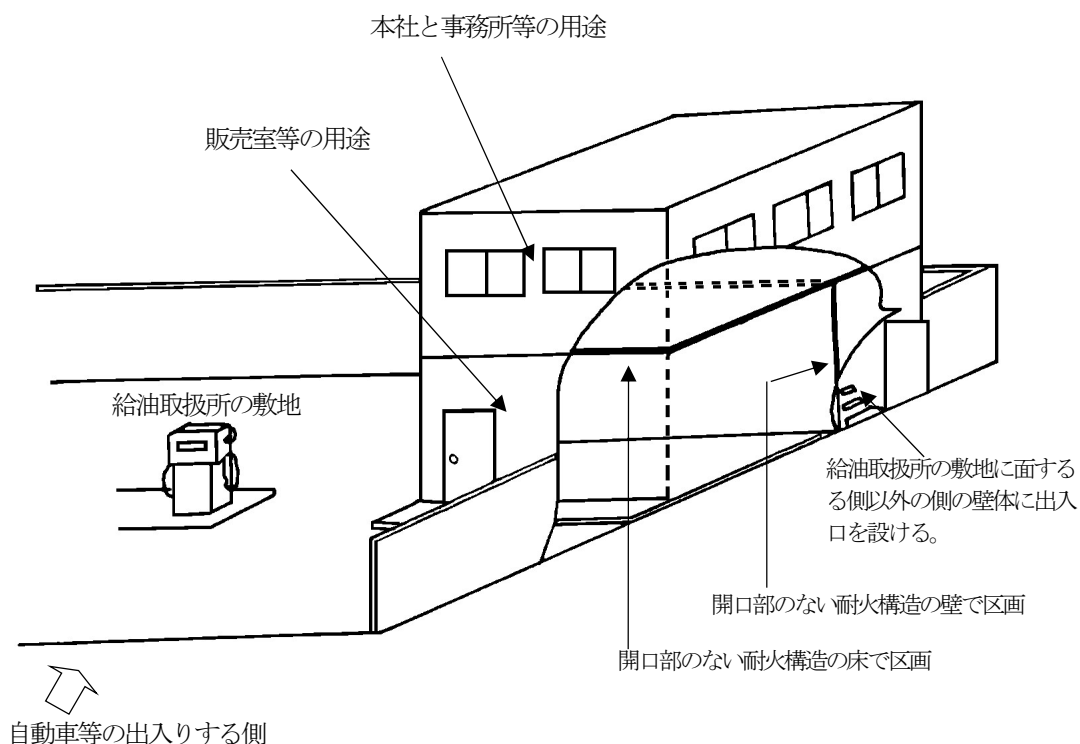 本社と事務所等の用途
販売室等の用途
給油取扱所の敷地
給油取扱所の敷地に面する
る側以外の側の壁体に出入
口を設ける。
開口部のない耐火構造の壁で区画
開口部のない耐火構造の床で区画
自動車等の出入りする側